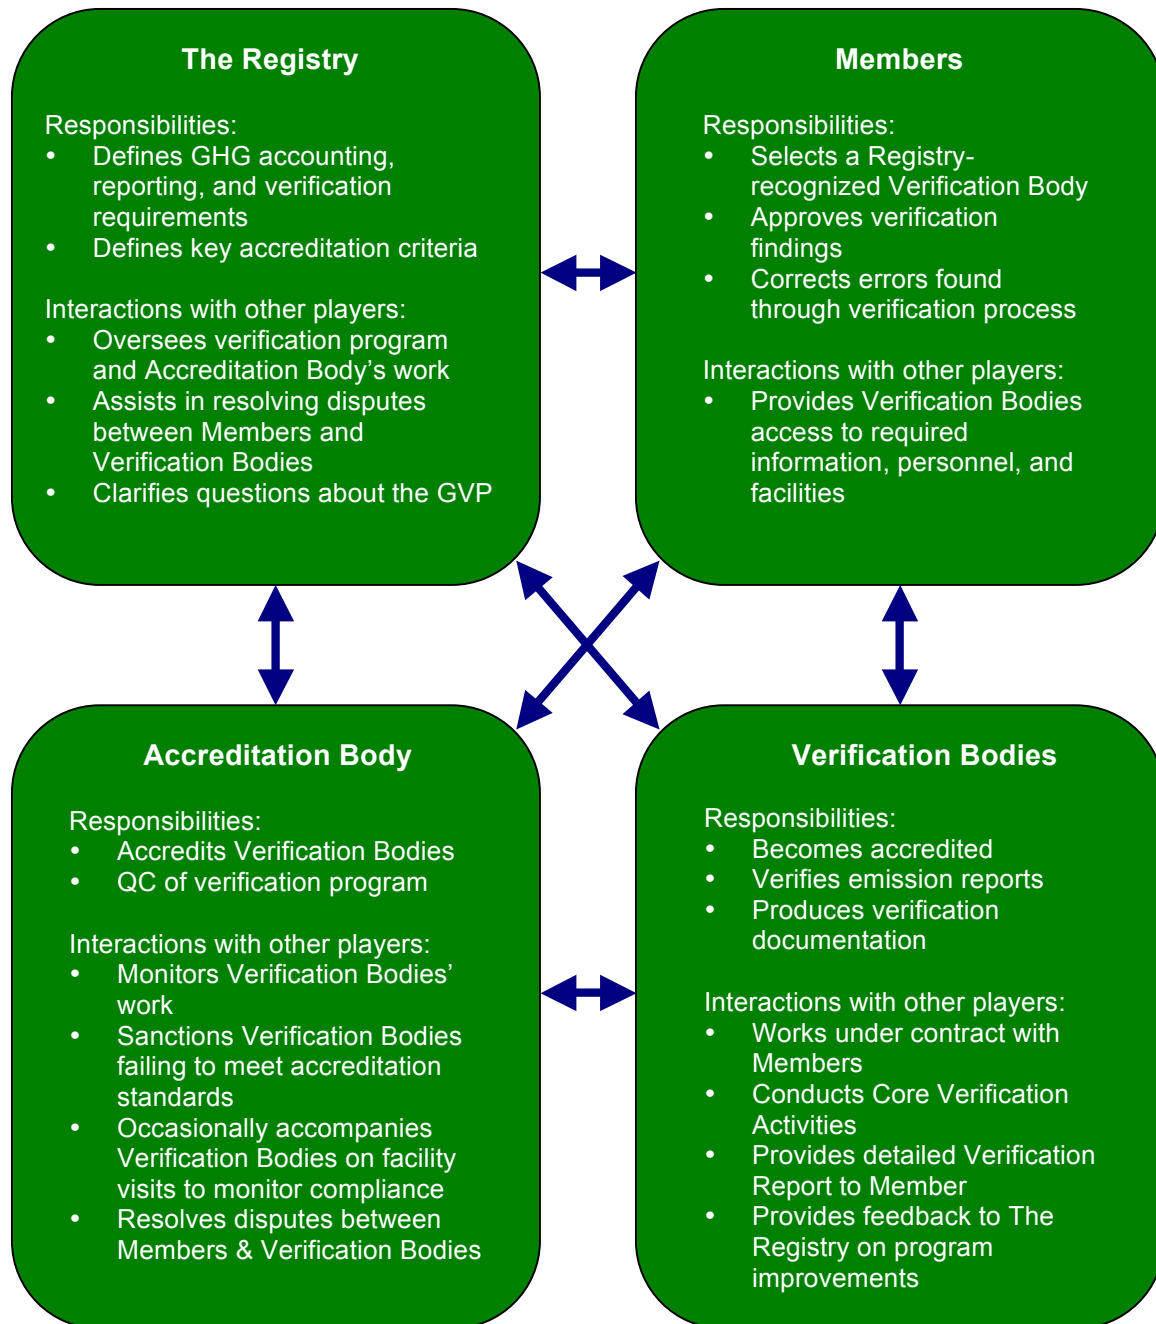 The Registry
Responsibilities:
• Defines GHG accounting,
reporting, and verification
requirements
• Defines key accreditation criteria
Interactions with other players:
• Oversees verification program
and Accreditation Body’s work
• Assists in resolving disputes
between Members and
Verification Bodies
• Clarifies questions about the GVP
Members
Responsibilities:
• Selects a Registry-
recognized Verification Body
• Approves verification
findings
• Corrects errors found
through verification process
Interactions with other players:
• Provides Verification Bodies
access to required
information, personnel, and
facilities
Accreditation Body
Responsibilities:
• Accredits Verification Bodies
• QC of verification program
Interactions with other players:
• Monitors Verification Bodies’
work
• Sanctions Verification Bodies
failing to meet accreditation
standards
• Occasionally accompanies
Verification Bodies on facility
visits to monitor compliance
• Resolves disputes between
Members & Verification Bodies
Verification Bodies
Responsibilities:
• Becomes accredited
• Verifies emission reports
• Produces verification
documentation
Interactions with other players:
• Works under contract with
Members
• Conducts Core Verification
Activities
• Provides detailed Verification
Report to Member
• Provides feedback to The
Registry on program
improvements